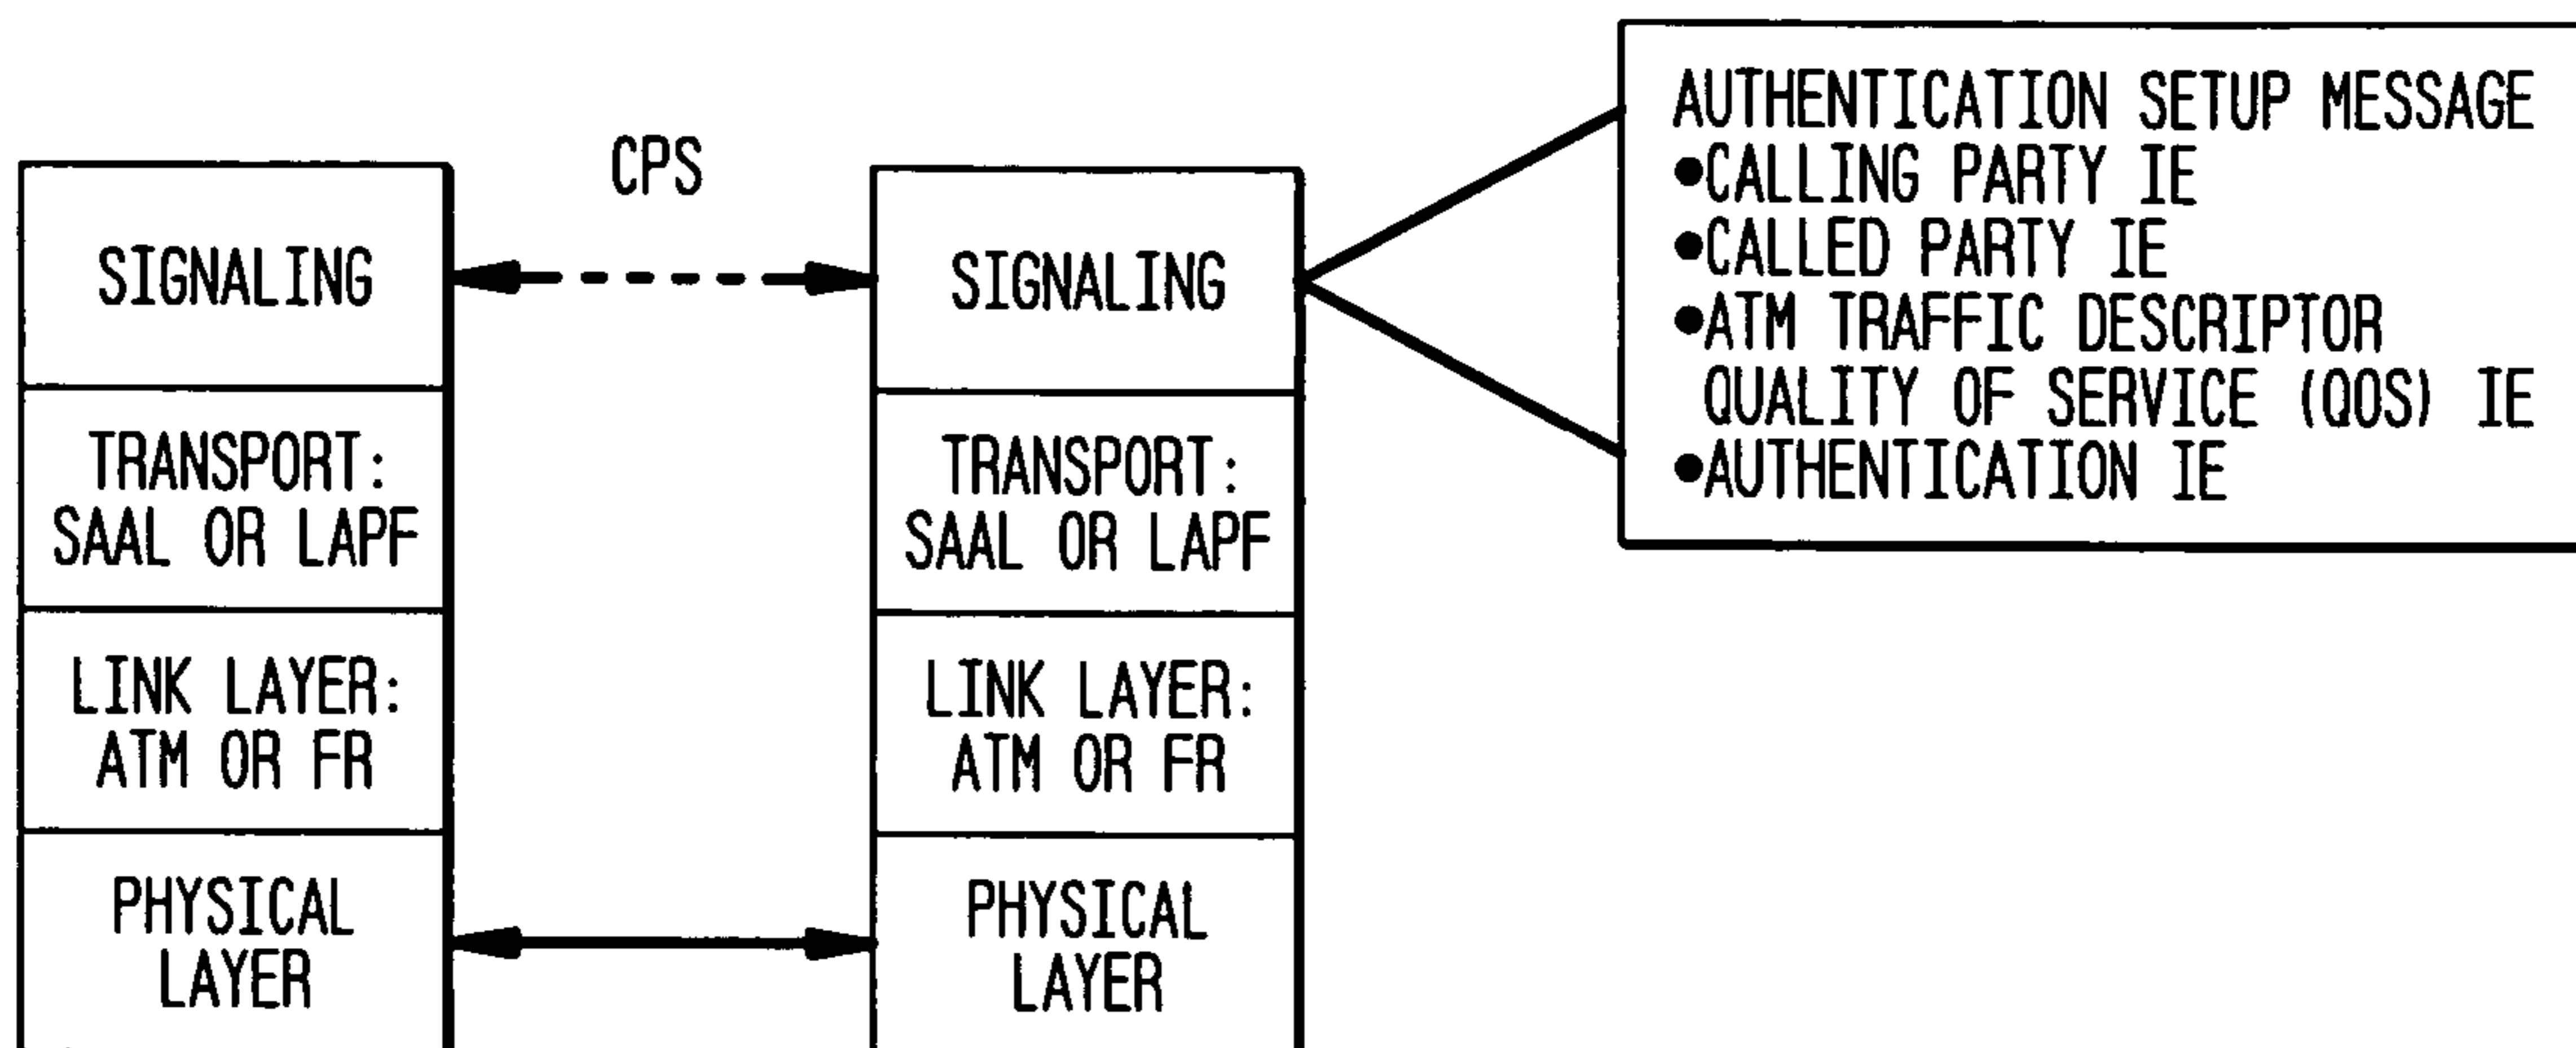 CPS
SIGNALING
TRANSPORT:
SAAL OR LAPF
LINK LAYER:
ATM OR FR
PHYSICAL
LAYER
SIGNALING
TRANSPORT:
SAAL OR LAPF
LINK LAYER:
ATM OR FR
PHYSICAL
LAYER
AUTHENTICATION SETUP MESSAGE
●CALLING PARTY IE
●CALLED PARTY IE
●ATM TRAFFIC DESCRIPTOR
QUALITY OF SERVICE (QOS) IE
●AUTHENTICATION IE